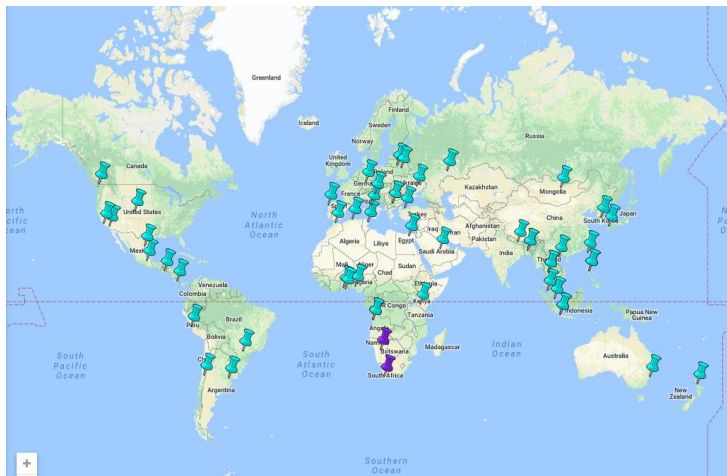 Greenland
Iceland
Sweden
Norway
Russia
Canada
United
Kingdom
Poland
Ukraine
Kazakhstan
Mongolia
France
United States
North
Atlantic
Ocean
Turkey
China
Japan
South Korea
Afghanistan
Pakistan
Iran
Algeria
Libya
Egypt
Saudi Arabia
India
Mexico
Mali
Niger
Chad
Sudan
Ethiopia
Venezuela
Colombia
Kenya
Indonesia
Papua New
Guinea
Tanzania
Peru
Brazil
Bolivia
Botswana
Madagascar
South
Pacific
Ocean
South
Atlantic
Ocean
Indian
Ocean
Australia
South Africa
Argentina
New
Zealand
Southern
Ocean
+